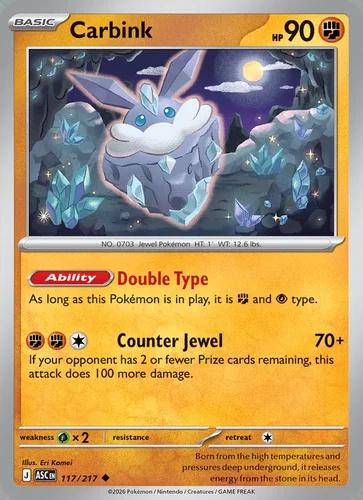 BASIC
Carbink
HP 90
NO. 0703 Jewel Pokémon HT: 1' WT: 12.6 lbs.
Ability Double Type
As long as this Pokémon is in play, it is and type.
Counter Jewel 70+
If your opponent has 2 or fewer Prize cards remaining, this
attack does 100 more damage.
weakness ×2 resistance retreat
Illus. Eri Kamei
J ASC EN 117/217
Born from the high temperatures and
pressures deep underground, it releases
energy from the stone in its head.
©2026 Pokémon / Nintendo / Creatures / GAME FREAK